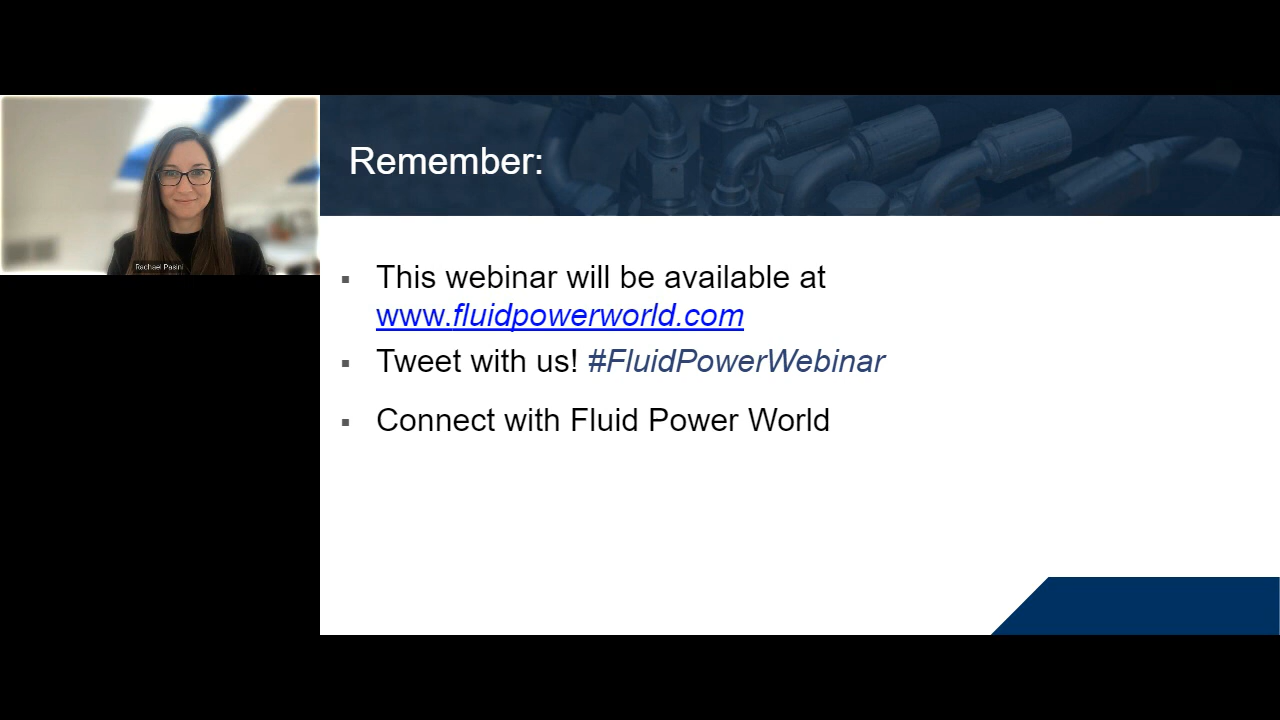 Rachael Pasini
Remember:
▪ This webinar will be available at
www.fluidpowerworld.com
▪ Tweet with us! #FluidPowerWebinar
▪ Connect with Fluid Power World